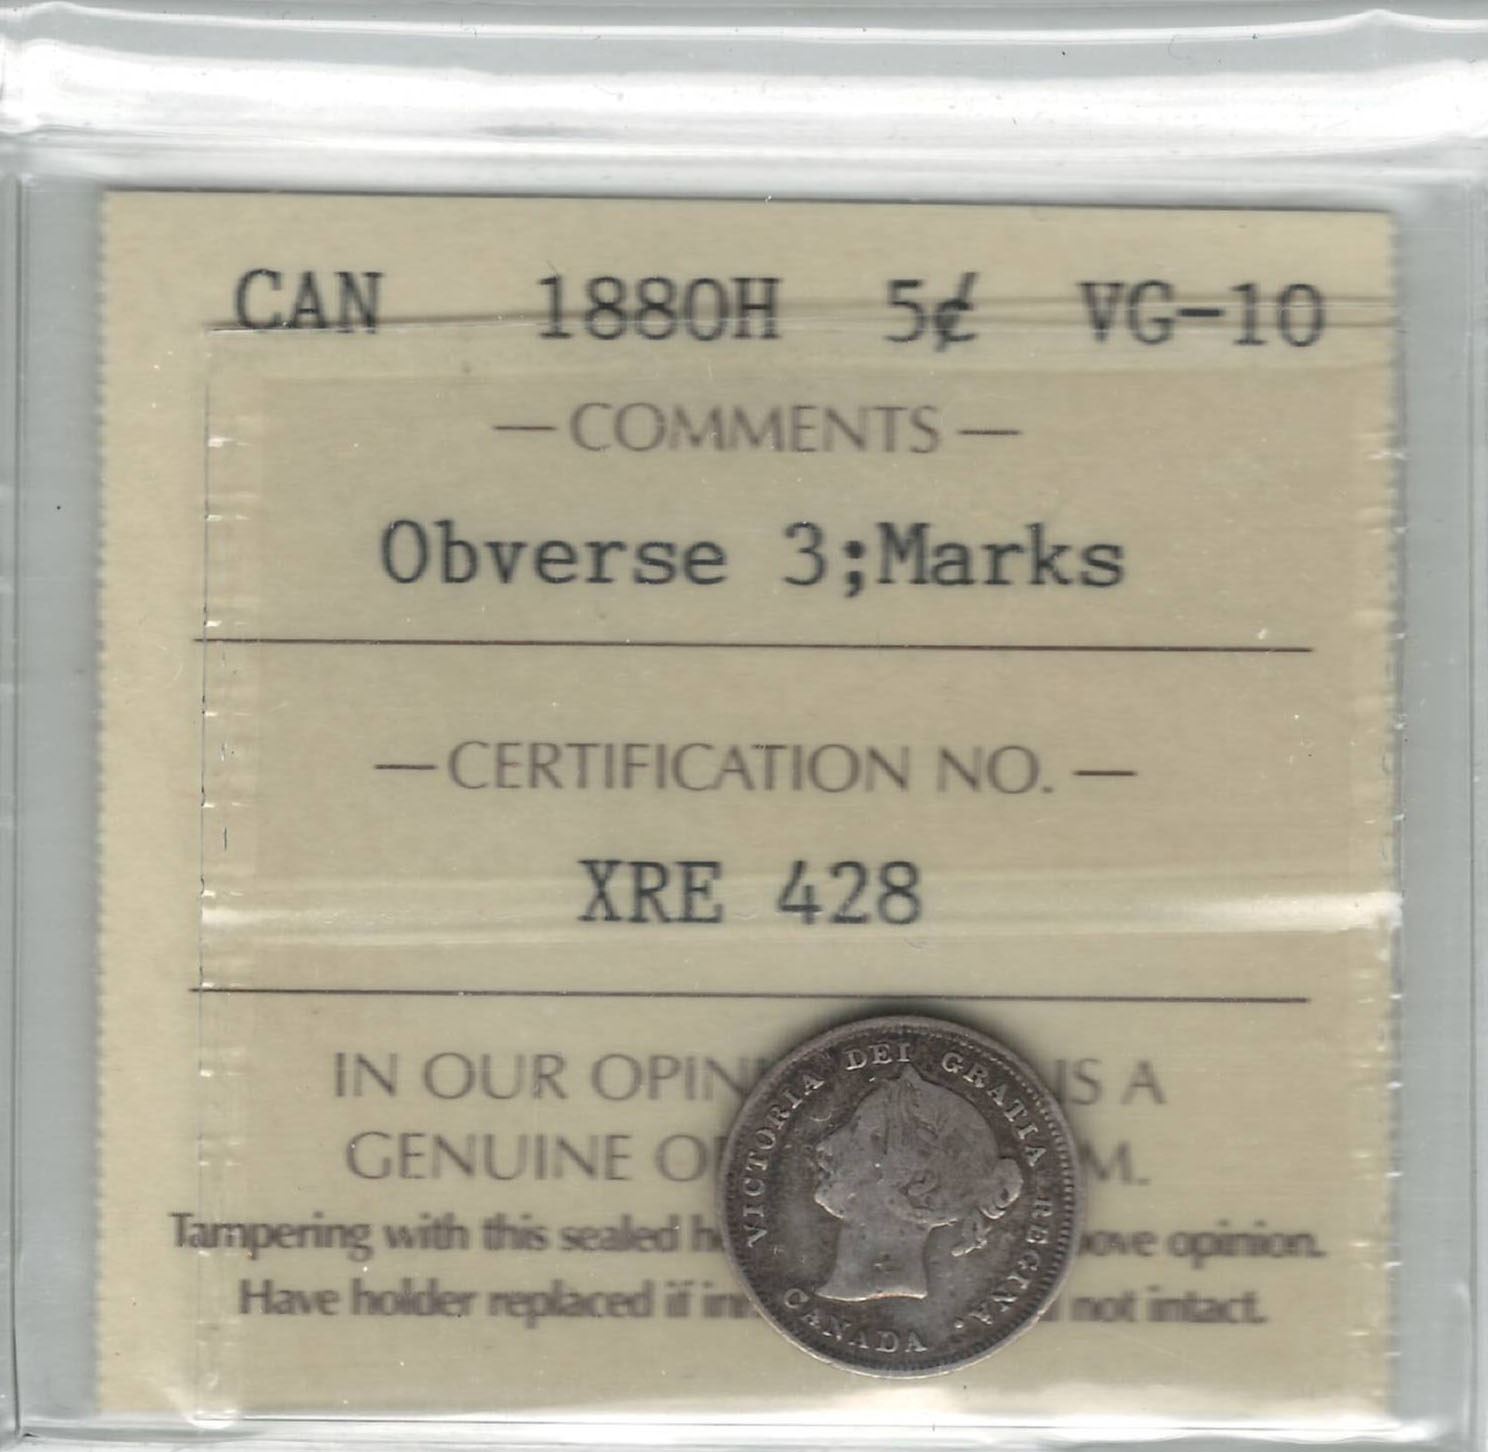 CAN 1880H 5¢ VG-10
— COMMENTS —
Obverse 3;Marks
— CERTIFICATION NO. —
XRE 428
IN OUR OPIN IS A
GENUINE O M.
Tampering with this sealed h ove opinion.
Have holder replaced if in not intact.
VICTORIA DEI GRATIA REGINA.
CANADA